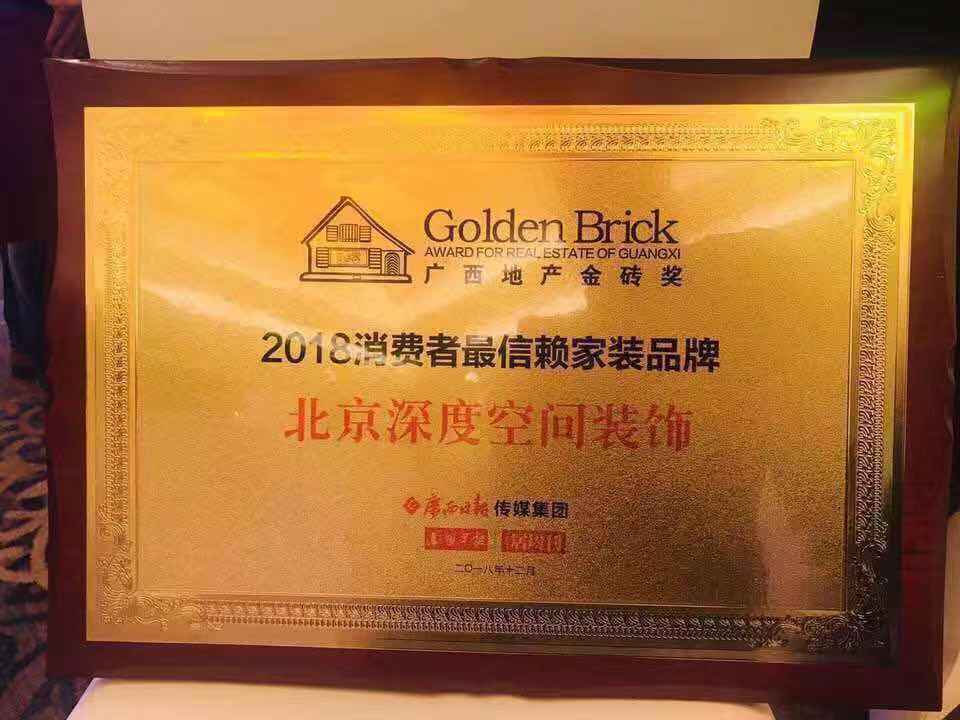 Golden Brick
AWARD FOR REAL ESTATE OF GUANGXI
广西地产金砖奖
2018消费者最信赖家装品牌
北京深度空间装饰
广西日报 传媒集团
二〇一八年十二月